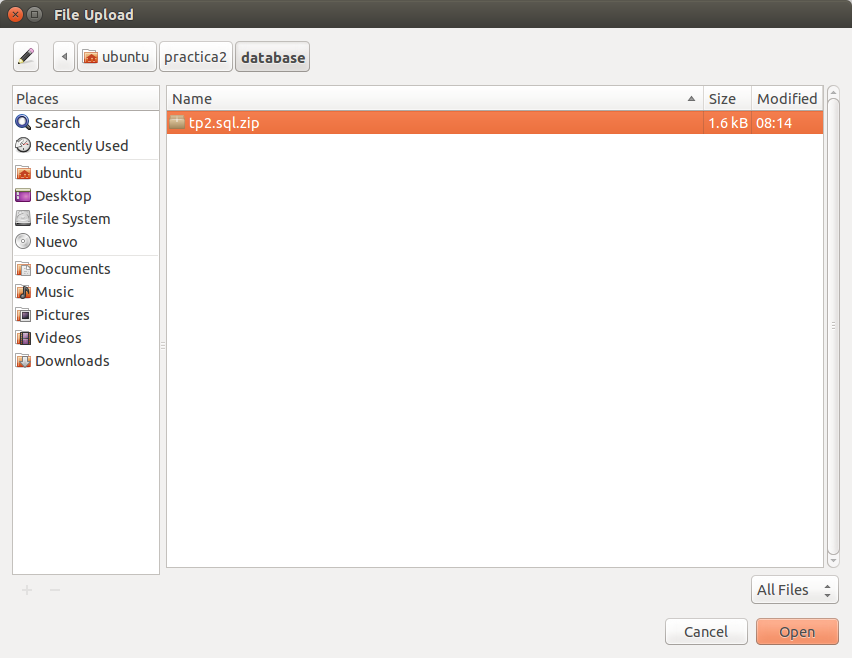 File Upload
ubuntu practica2 database
Places
Search
Recently Used
ubuntu
Desktop
File System
Nuevo
Documents
Music
Pictures
Videos
Downloads
Name Size Modified
tp2.sql.zip 1.6 kB 08:14
All Files
Cancel Open